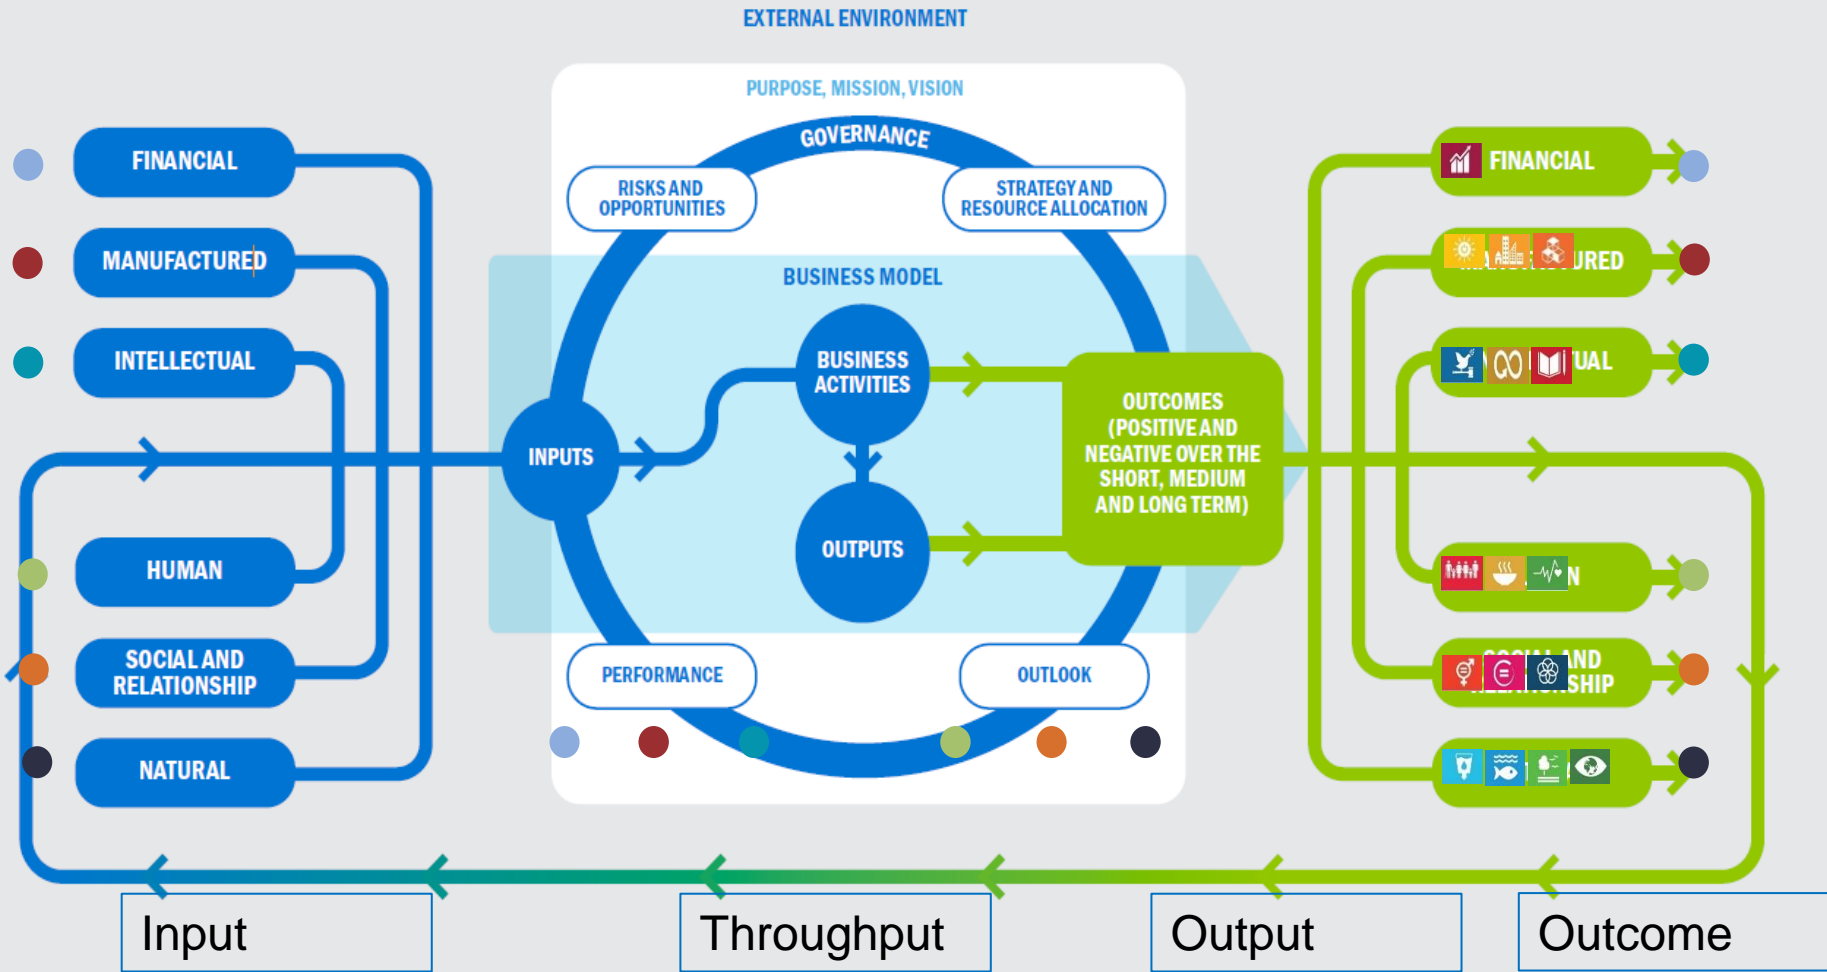 EXTERNAL ENVIRONMENT
PURPOSE, MISSION, VISION
GOVERNANCE
FINANCIAL
MANUFACTURED
INTELLECTUAL
HUMAN
SOCIAL AND
RELATIONSHIP
NATURAL
RISKS AND
OPPORTUNITIES
STRATEGY AND
RESOURCE ALLOCATION
BUSINESS MODEL
INPUTS
BUSINESS
ACTIVITIES
OUTPUTS
OUTCOMES
(POSITIVE AND
NEGATIVE OVER THE
SHORT, MEDIUM
AND LONG TERM)
PERFORMANCE
OUTLOOK
FINANCIAL
URED
UAL
N
AND
SHIP
Input
Throughput
Output
Outcome